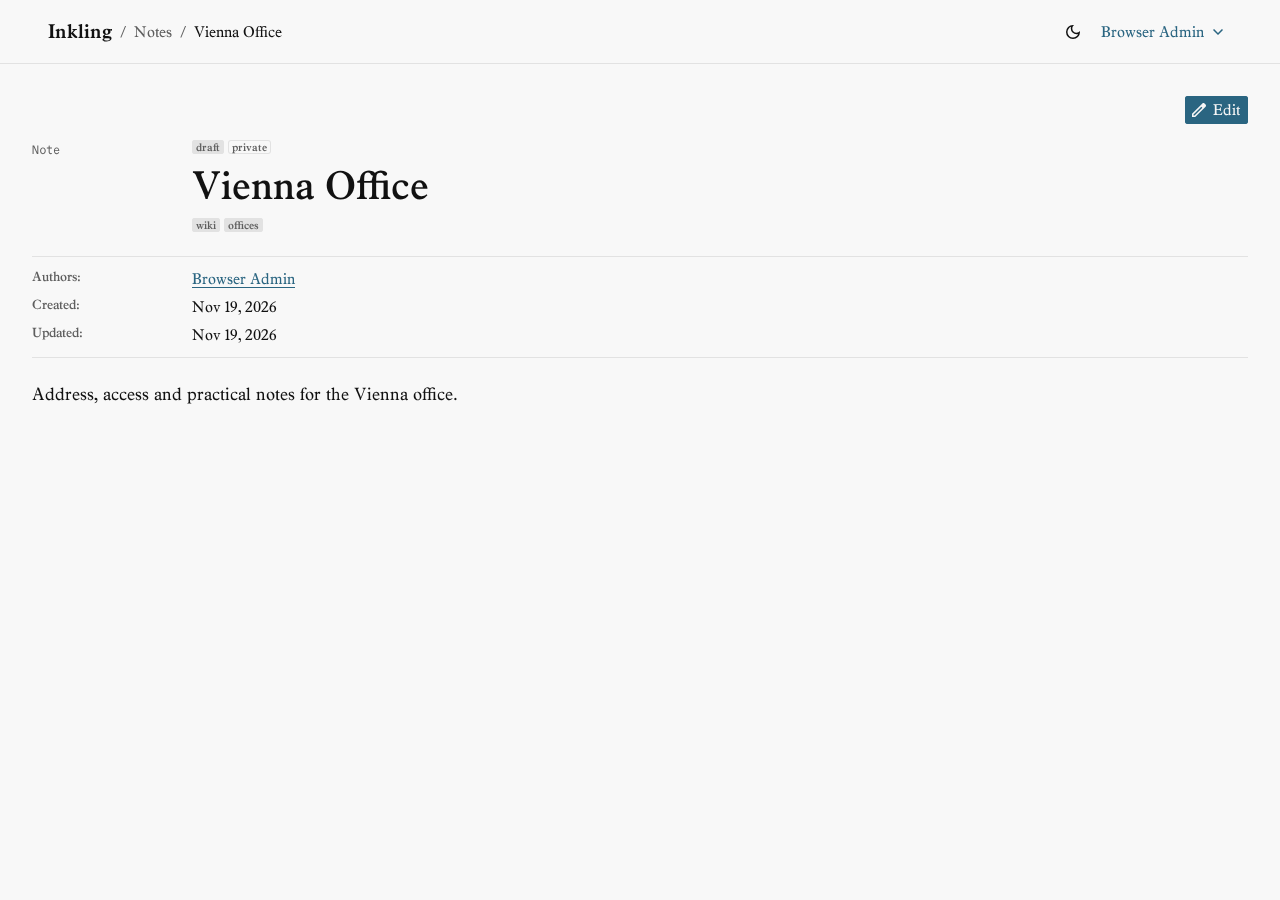 Inkling / Notes / Vienna Office
Browser Admin
Edit
Note
draft private
Vienna Office
wiki offices
Authors: Browser Admin
Created: Nov 19, 2026
Updated: Nov 19, 2026
Address, access and practical notes for the Vienna office.